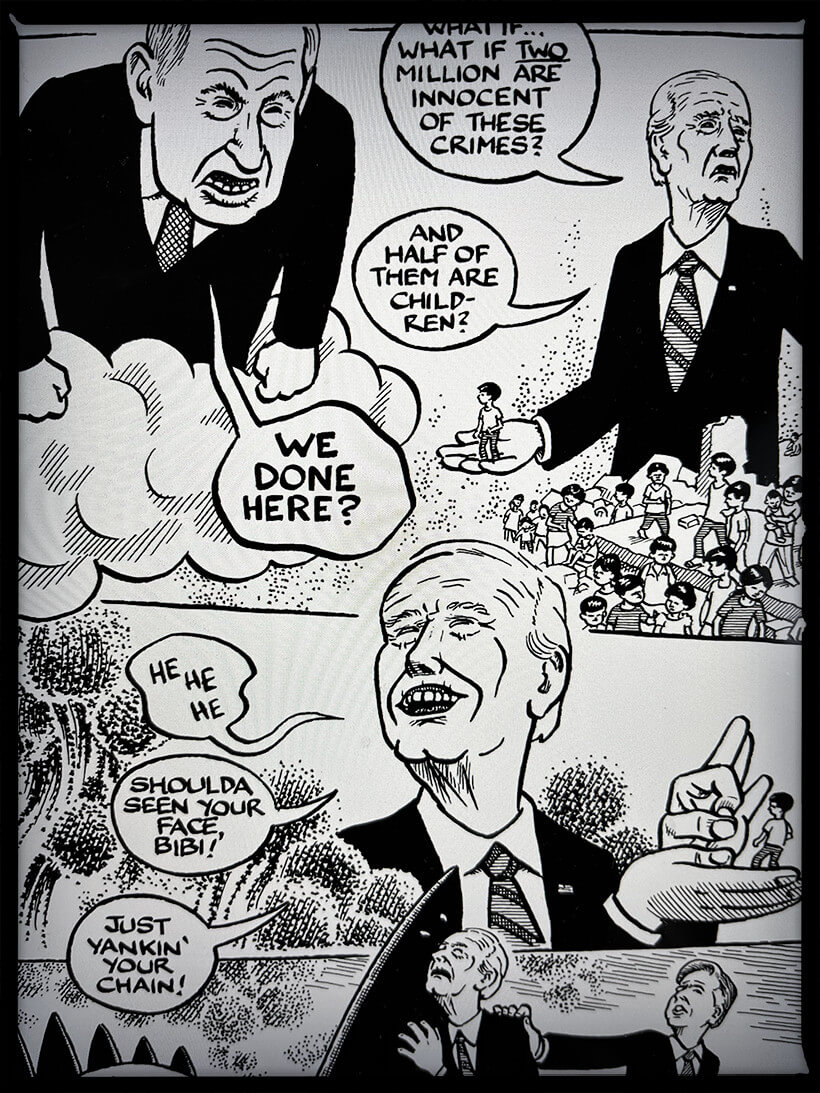 WHAT IF...
WHAT IF TWO
MILLION ARE
INNOCENT
OF THESE
CRIMES?
AND
HALF OF
THEM ARE
CHILD-
REN?
WE
DONE
HERE?
HE HE
HE
SHOULDA
SEEN YOUR
FACE,
BIBI!
JUST
YANKIN'
YOUR
CHAIN!